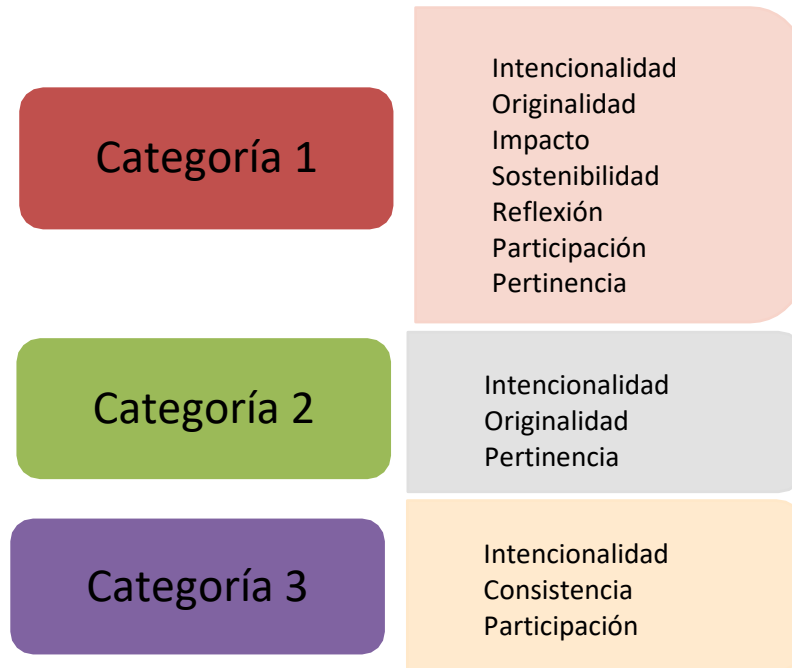 Categoría 1
Intencionalidad
Originalidad
Impacto
Sostenibilidad
Reflexión
Participación
Pertinencia
Categoría 2
Intencionalidad
Originalidad
Pertinencia
Categoría 3
Intencionalidad
Consistencia
Participación